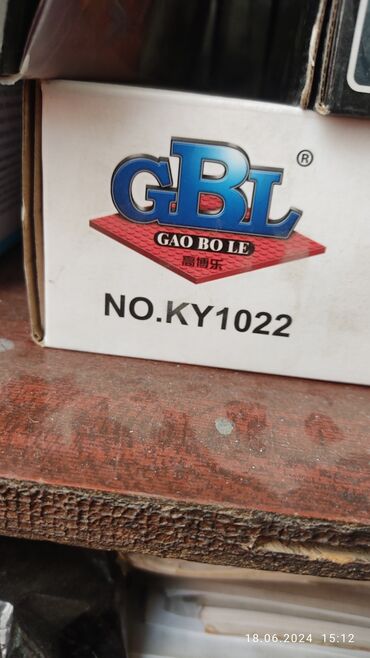 GBL ®
GAO BO LE
高博乐
NO.KY1022
18.06.2024 15:12